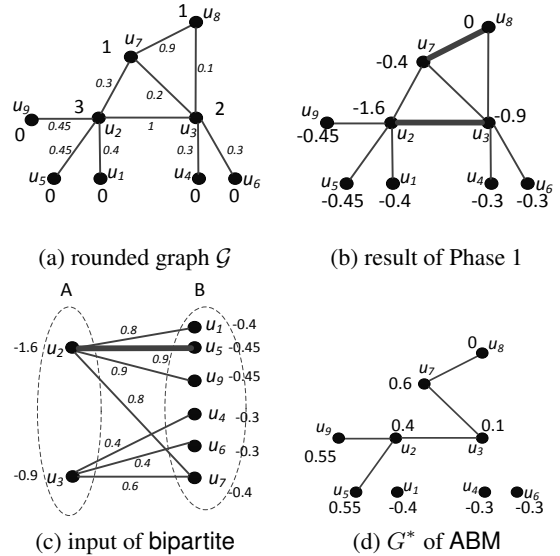 1
u8
1
u7
0.9
0.3
0.2
0.1
u9
3
2
0
0.45
u2
1
u3
0.45
0.4
0.3
0.3
u5
u1
u4
u6
0
0
0
0
(a) rounded graph G
0
u8
u7
-0.4
u9
-1.6
-0.9
-0.45
u2
u3
u5
u1
u4
u6
-0.45
-0.4
-0.3
-0.3
(b) result of Phase 1
A
B
-1.6
u2
0.8
u1
-0.4
0.9
u5
-0.45
0.9
u9
-0.45
0.8
u4
-0.3
0.4
u6
-0.3
0.4
-0.9
u3
0.6
u7
-0.4
(c) input of bipartite
0
u8
u7
0.6
u9
0.4
0.1
0.55
u2
u3
u5
u1
u4
u6
0.55
-0.4
-0.3
-0.3
(d) G* of ABM